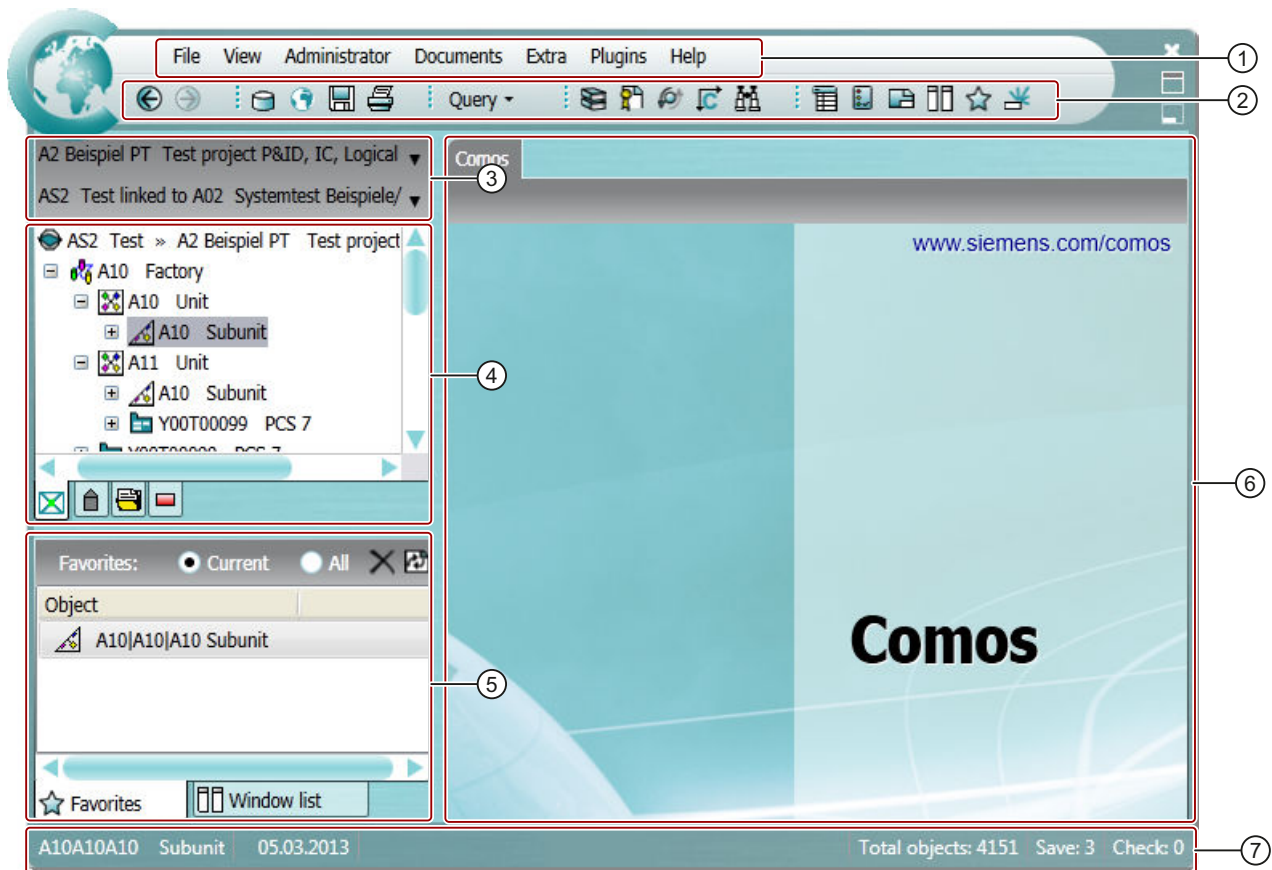 File View Administrator Documents Extra Plugins Help
1
Query
2
A2 Beispiel PT Test project P&ID, IC, Logical
AS2 Test linked to A02 Systemtest Beispiele/
3
Comos
www.siemens.com/comos
AS2 Test » A2 Beispiel PT Test project
A10 Factory
A10 Unit
A10 Subunit
A11 Unit
A10 Subunit
Y00T00099 PCS 7
4
6
Favorites: Current All
Object
A10|A10|A10 Subunit
5
Comos
Favorites Window list
A10A10A10 Subunit 05.03.2013 Total objects: 4151 Save: 3 Check: 0
7